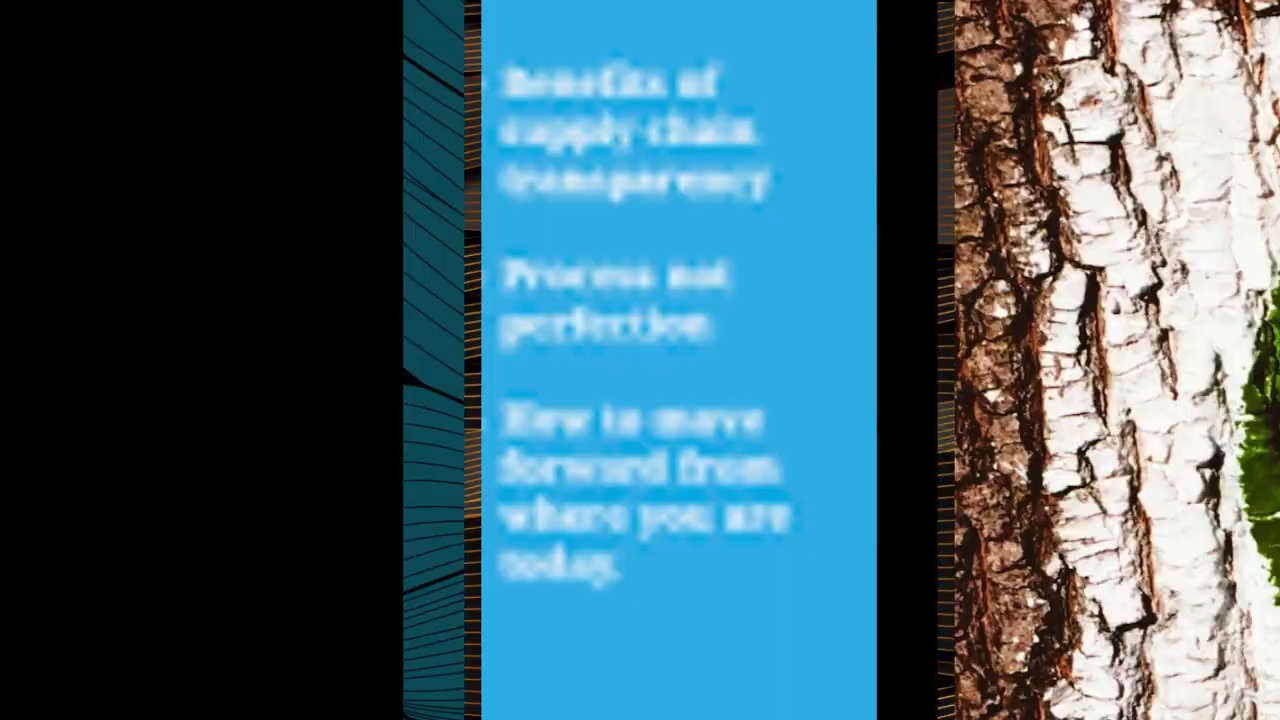 Benefits of
supply chain
transparency
Process not
perfection
How to move
forward from
where you are
today.